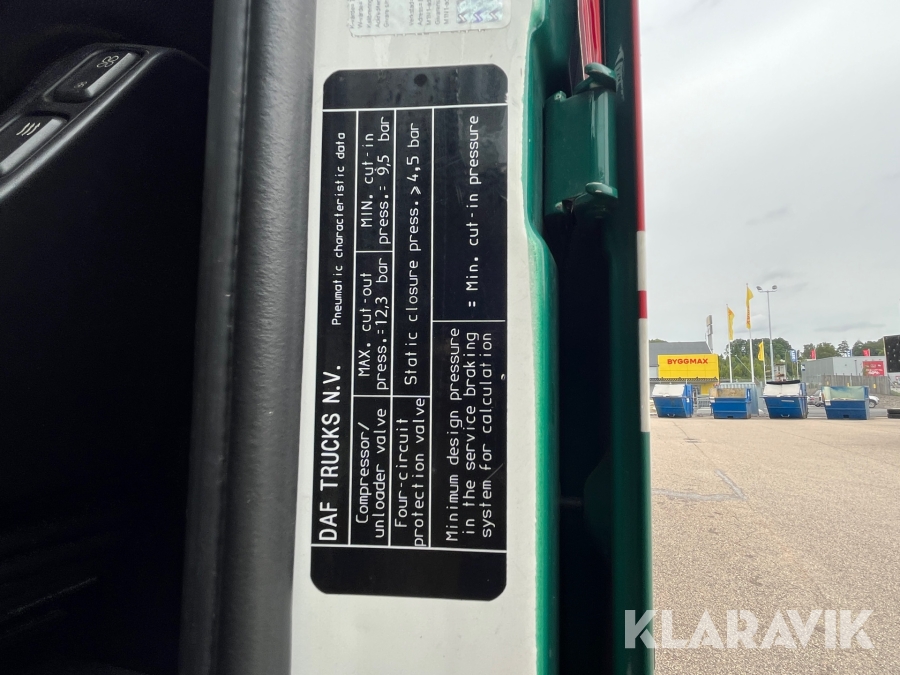 DAF TRUCKS N.V. Pneumatic characteristic data
Compressor/
unloader valve
MAX. cut-out
press.=12,3 bar
MIN. cut-in
press.= 9,5 bar
Four-circuit
protection valve
Static closure press. > 4,5 bar
Minimum design pressure
in the service braking
system for calculation
= Min. cut-in pressure
BYGGMAX
KLARAVIK